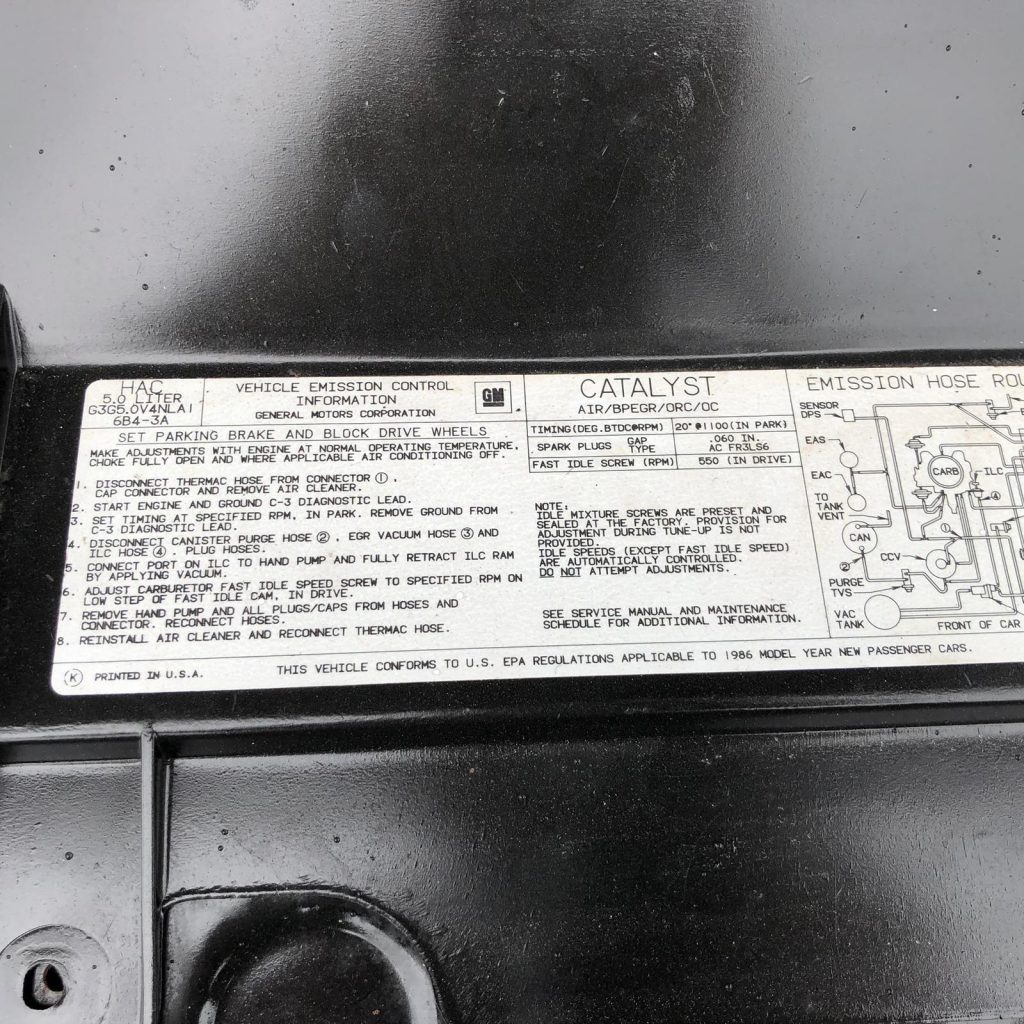 HAC
5.0 LITER
G3G5.0V4NLA1
6B4-3A
VEHICLE EMISSION CONTROL
INFORMATION
GENERAL MOTORS CORPORATION
GM
SET PARKING BRAKE AND BLOCK DRIVE WHEELS
MAKE ADJUSTMENTS WITH ENGINE AT NORMAL OPERATING TEMPERATURE,
CHOKE FULLY OPEN AND WHERE APPLICABLE AIR CONDITIONING OFF.
1. DISCONNECT THERMAC HOSE FROM CONNECTOR ①,
CAP CONNECTOR AND REMOVE AIR CLEANER.
2. START ENGINE AND GROUND C-3 DIAGNOSTIC LEAD.
3. SET TIMING AT SPECIFIED RPM, IN PARK. REMOVE GROUND FROM
C-3 DIAGNOSTIC LEAD.
4. DISCONNECT CANISTER PURGE HOSE ②, EGR VACUUM HOSE ③ AND
ILC HOSE ④. PLUG HOSES.
5. CONNECT PORT ON ILC TO HAND PUMP AND FULLY RETRACT ILC RAM
BY APPLYING VACUUM.
6. ADJUST CARBURETOR FAST IDLE SPEED SCREW TO SPECIFIED RPM ON
LOW STEP OF FAST IDLE CAM, IN DRIVE.
7. REMOVE HAND PUMP AND ALL PLUGS/CAPS FROM HOSES AND
CONNECTOR. RECONNECT HOSES.
8. REINSTALL AIR CLEANER AND RECONNECT THERMAC HOSE.
CATALYST
AIR/BPEGR/ORC/OC
TIMING(DEG.BTDC@RPM) 20°@1100(IN PARK)
SPARK PLUGS GAP .060 IN.
TYPE AC FR3LS6
FAST IDLE SCREW (RPM) 550 (IN DRIVE)
NOTE:
IDLE MIXTURE SCREWS ARE PRESET AND
SEALED AT THE FACTORY. PROVISION FOR
ADJUSTMENT DURING TUNE-UP IS NOT
PROVIDED.
IDLE SPEEDS (EXCEPT FAST IDLE SPEED)
ARE AUTOMATICALLY CONTROLLED.
DO NOT ATTEMPT ADJUSTMENTS.
SEE SERVICE MANUAL AND MAINTENANCE
SCHEDULE FOR ADDITIONAL INFORMATION.
EMISSION HOSE ROU
SENSOR
DPS
EAS
EAC
TO
TANK
VENT
CARB
ILC
④
CAN
②
CCV
PURGE
TVS
VAC
TANK
FRONT OF CAR
Ⓚ PRINTED IN U.S.A.
THIS VEHICLE CONFORMS TO U.S. EPA REGULATIONS APPLICABLE TO 1986 MODEL YEAR NEW PASSENGER CARS.